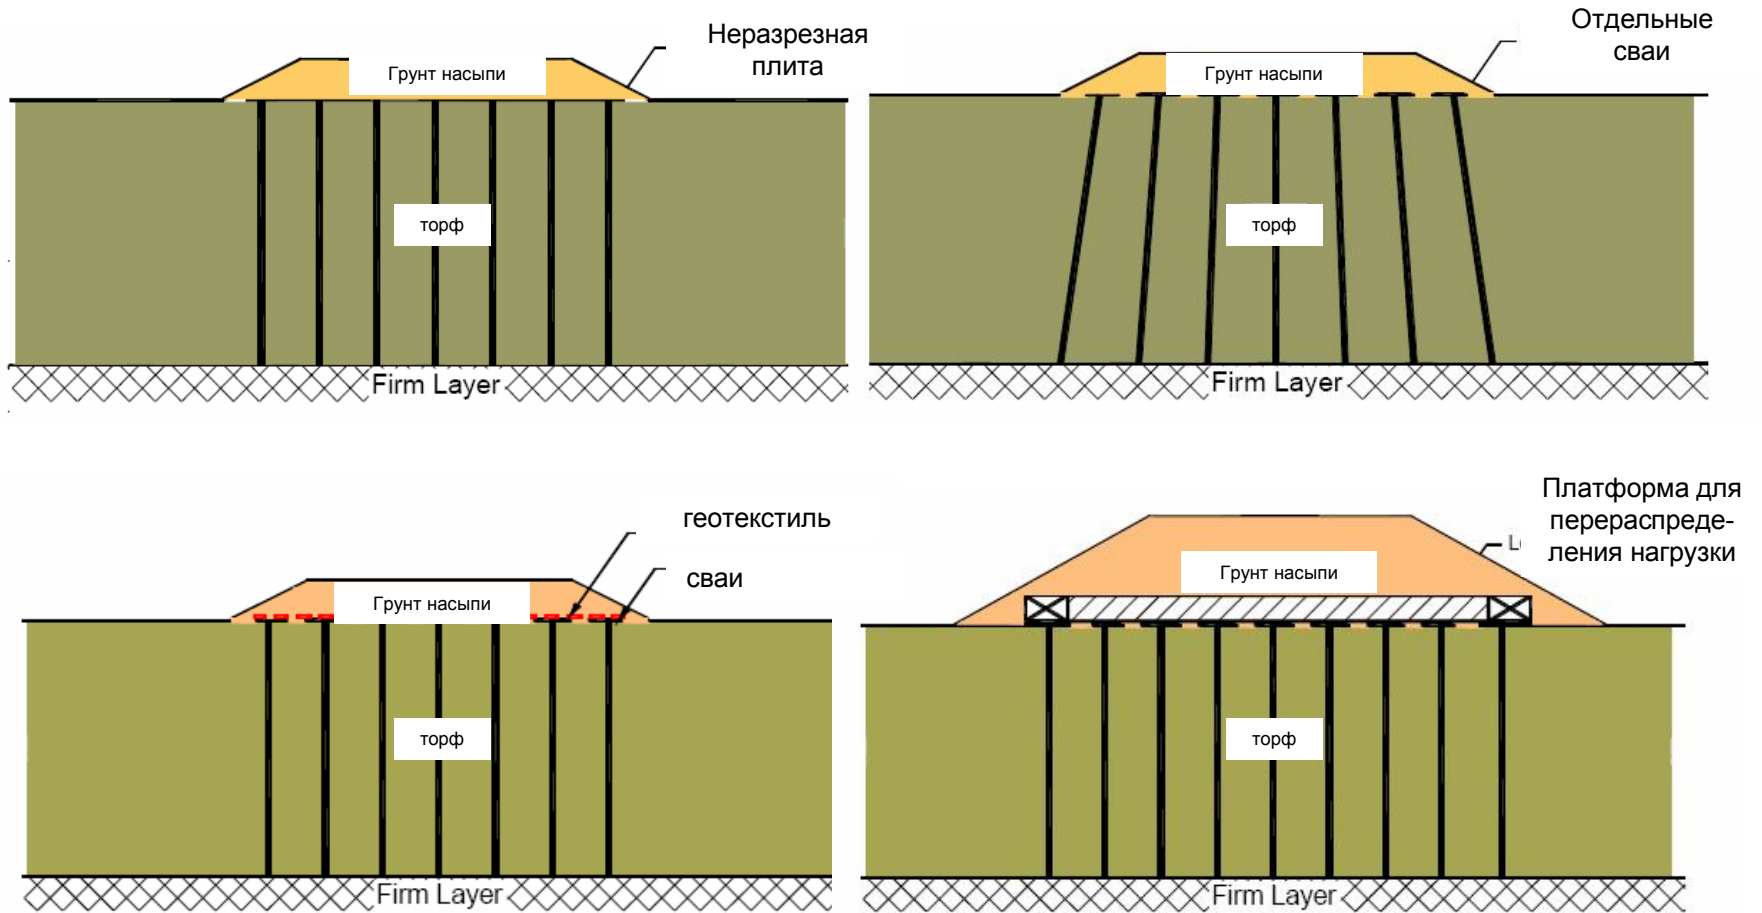 Неразрезная
плита
Грунт насыпи
торф
Firm Layer
Отдельные
сваи
Грунт насыпи
торф
Firm Layer
геотекстиль
сваи
Грунт насыпи
торф
Firm Layer
Платформа для
перераспреде-
ления нагрузки
Грунт насыпи
торф
Firm Layer